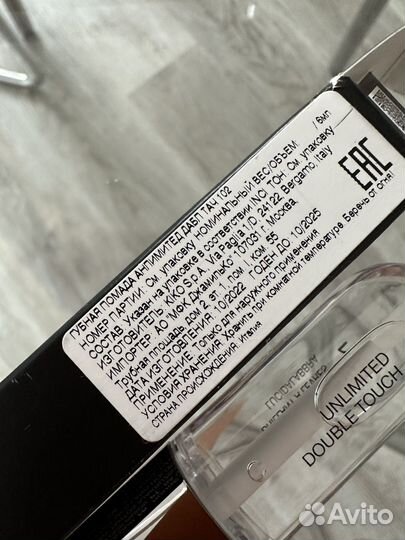 ГУБНАЯ ПОМАДА АНЛИМИТЕД ДАБЛ ТАЧ 102
НОМЕР ПАРТИИ: См упаковку НОМИНАЛЬНЫЙ ВЕС/ОБЪЕМ: / 6мл
СОСТАВ: Указан на упаковке в соответствии INCI ТОН: См упаковку
ИЗГОТОВИТЕЛЬ: KIKO S.P.A., Via Paglia 1/D 24122, Bergamo, Italy
ИМПОРТЕР: АО "МФК Джамилько" 107031 г. Москва
Трубная площадь, дом 2, эт 1, пом I, ком 55
ДАТА ИЗГОТОВЛЕНИЯ: 10/2022 ГОДЕН ДО 10/2025
ПРИМЕНЕНИЕ: Только для наружного применения
УСЛОВИЯ ХРАНЕНИЯ: Хранить при комнатной температуре. Беречь от огня!
СТРАНА ПРОИСХОЖДЕНИЯ: Италия
EAC
UNLIMITED
DOUBLE TOUCH
Avito